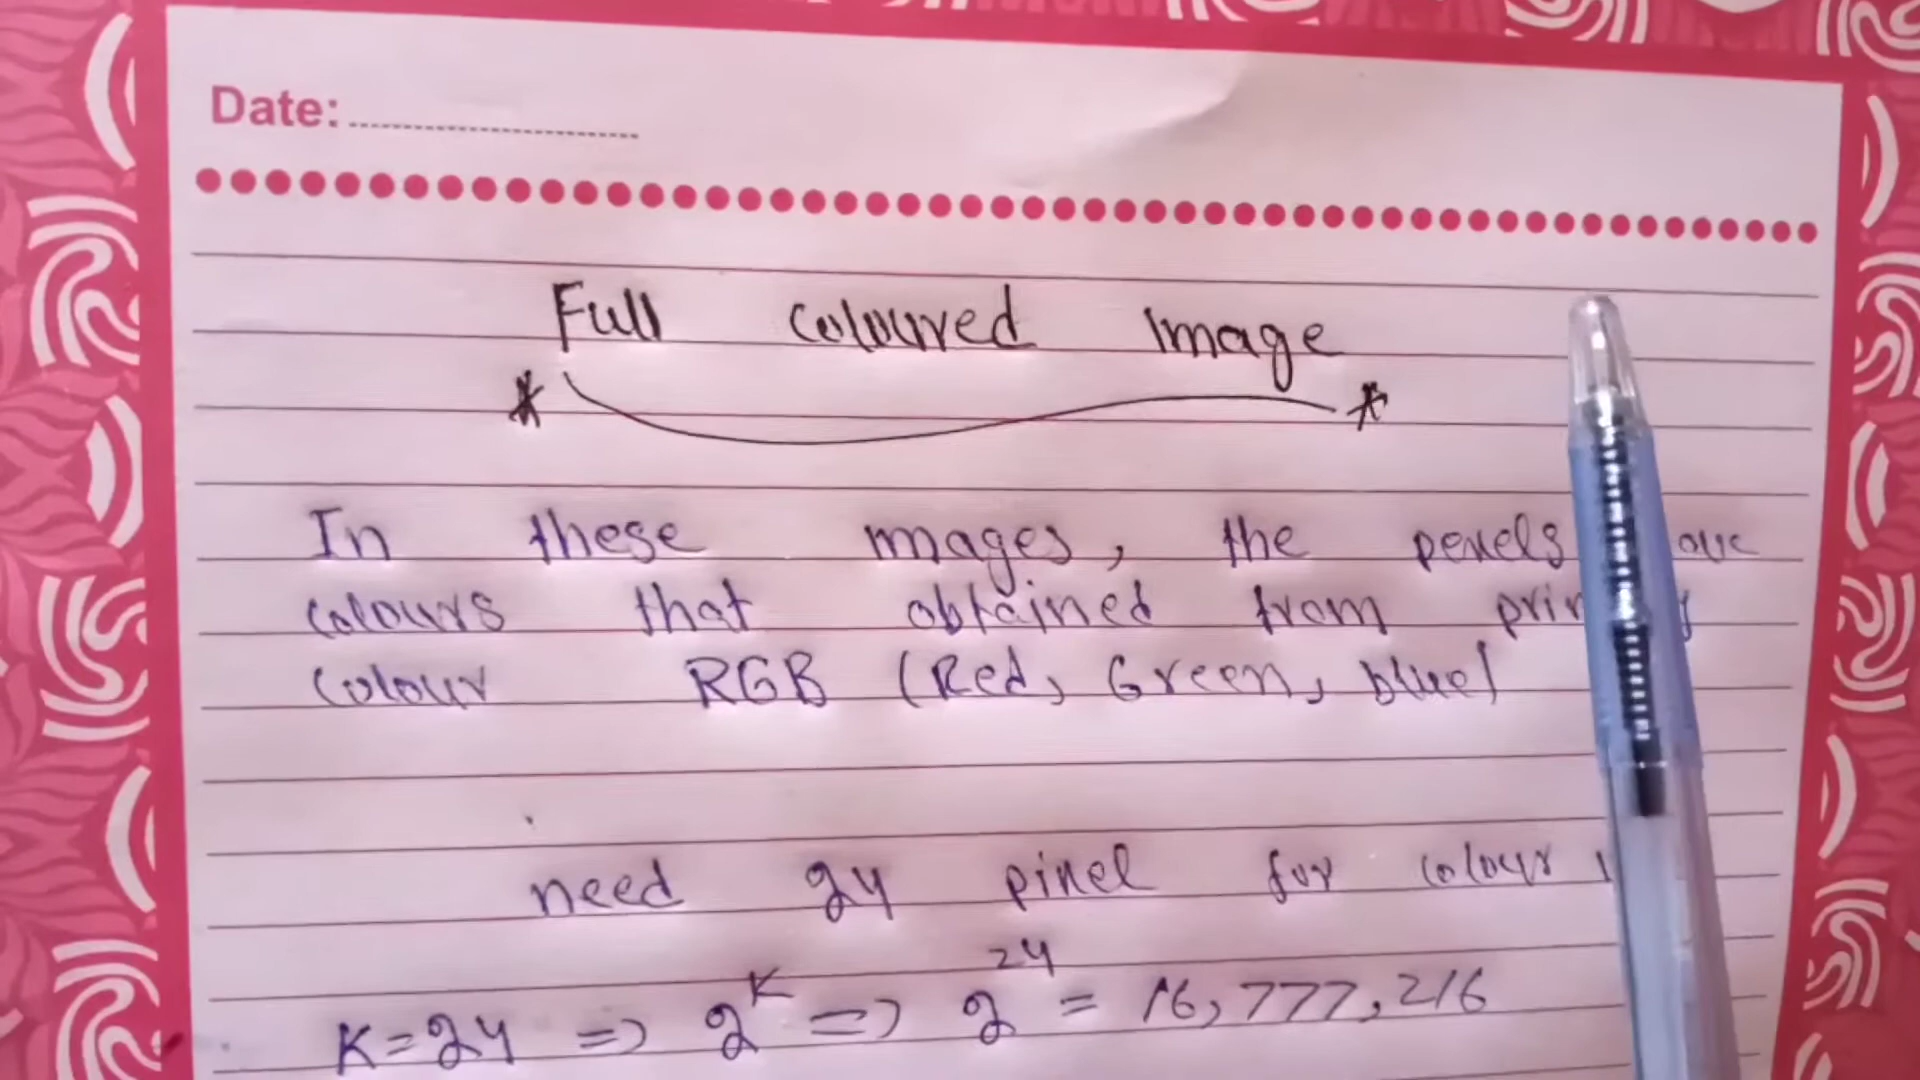 Date:
Full coloured Image
In these images, the pexels are
colours that obtained from
colour RGB (Red, Green, blue)
need 24 pixel for colour
K=24 => 2^K => 2^24 = 16,777,216